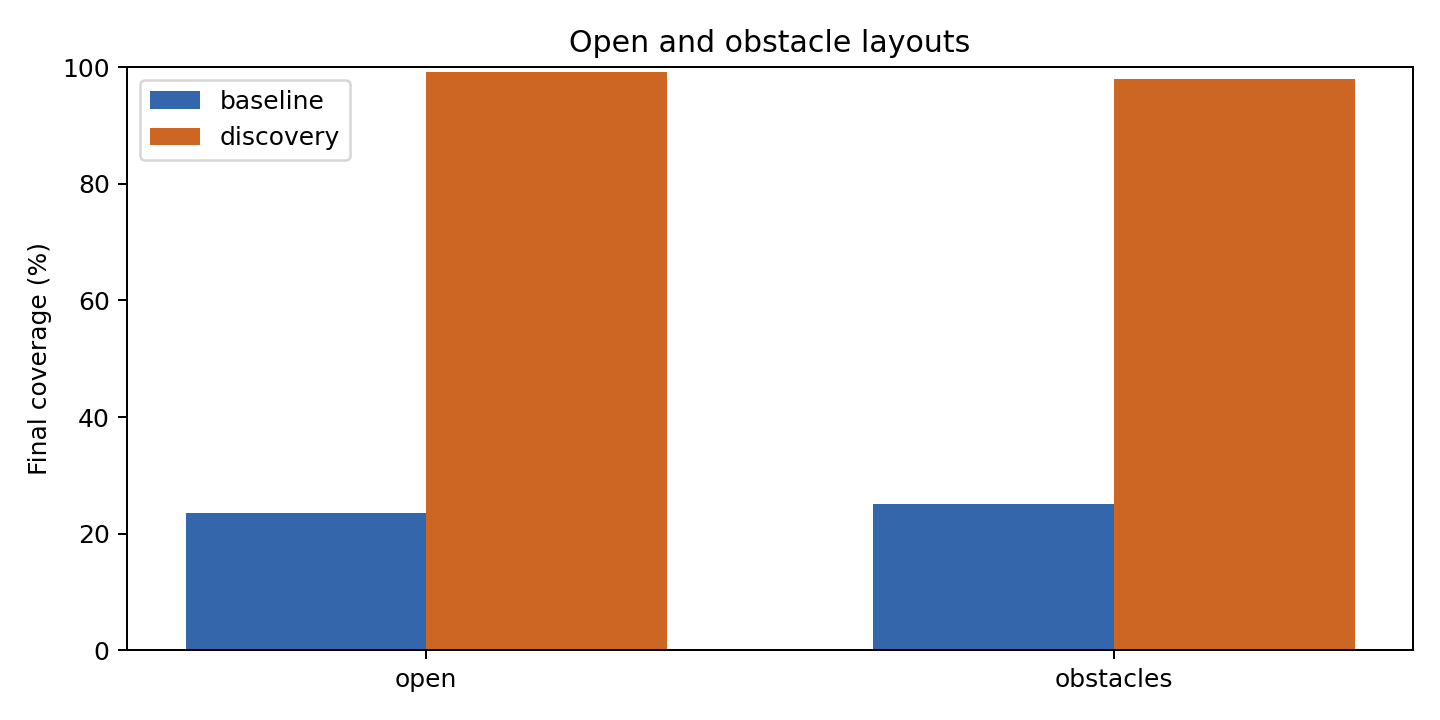 Open and obstacle layouts
100
80
60
40
20
0
Final coverage (%)
baseline
discovery
open
obstacles